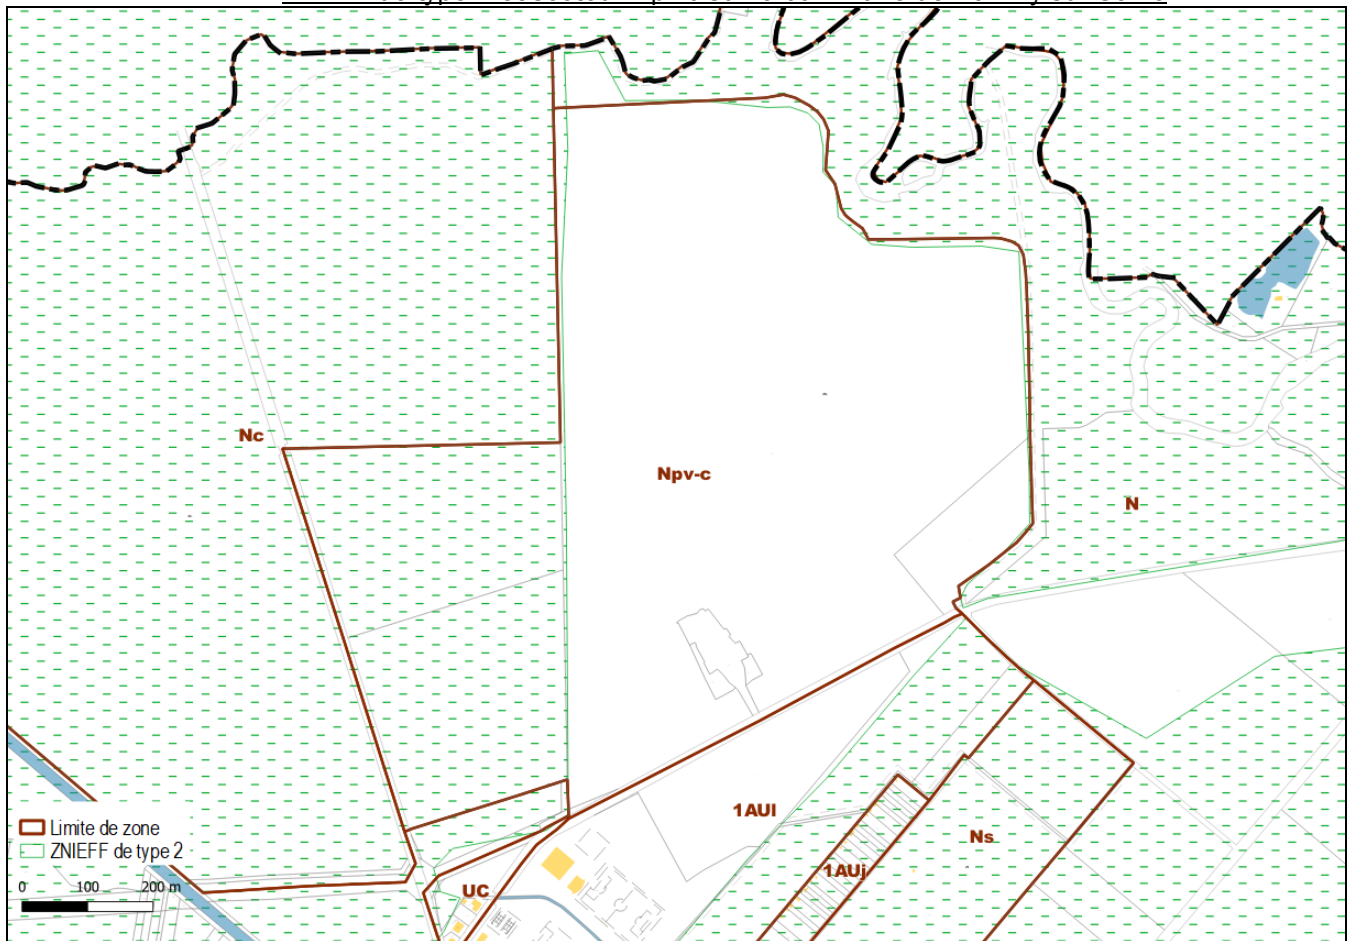 Nc
Npv-c
N
1AUI
Ns
1AUj
UC
Limite de zone
ZNIEFF de type 2
0 100 200 m